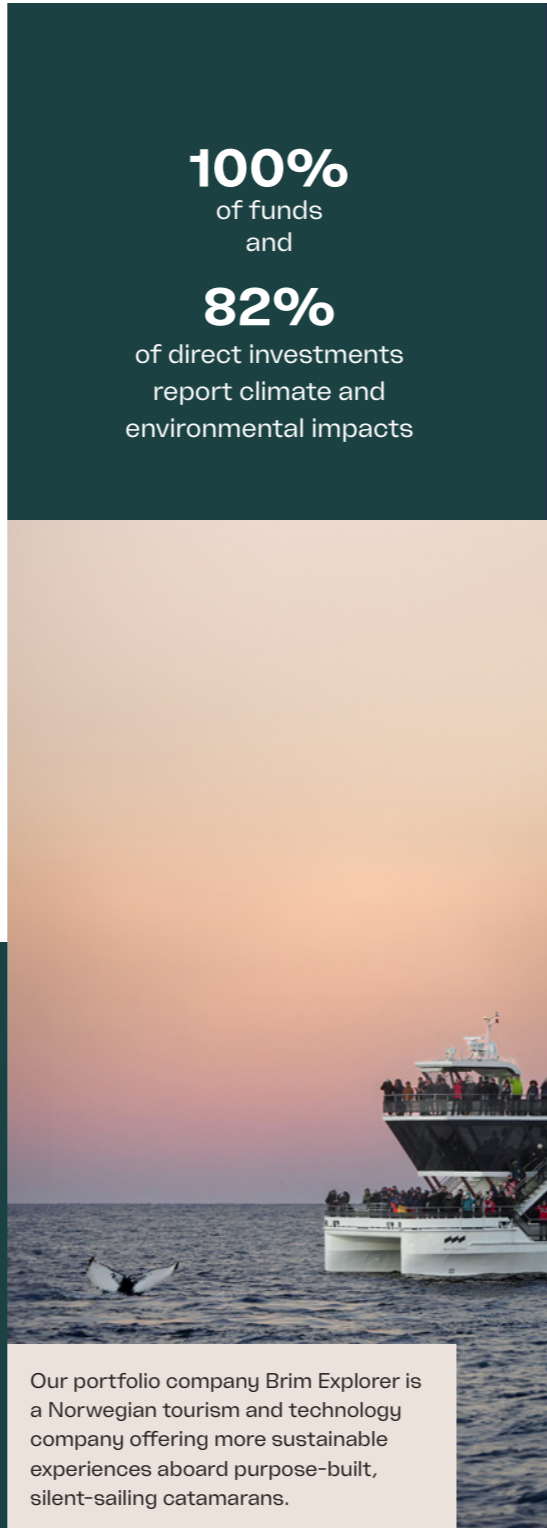 100%
of funds
and
82%
of direct investments
report climate and
environmental impacts
Our portfolio company Brim Explorer is
a Norwegian tourism and technology
company offering more sustainable
experiences aboard purpose-built,
silent-sailing catamarans.